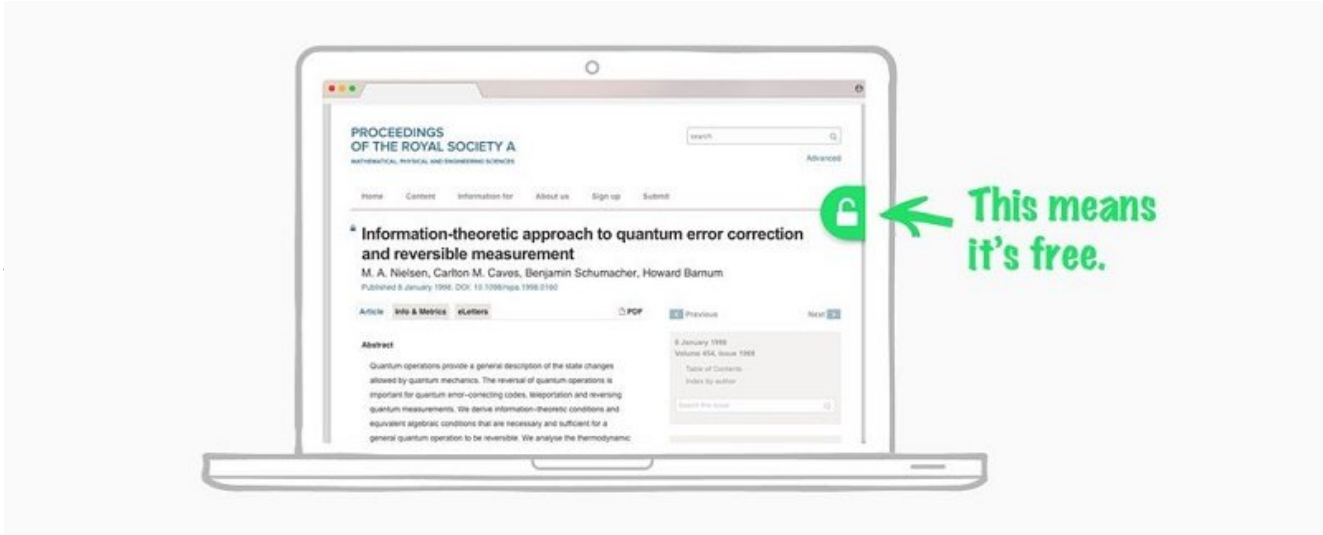 PROCEEDINGS
OF THE ROYAL SOCIETY A
MATHEMATICAL, PHYSICAL AND ENGINEERING SCIENCES
search
Advanced
Home Content Information for About us Sign up Submit
This means
it's free.
Information-theoretic approach to quantum error correction
and reversible measurement
M. A. Nielsen, Carlton M. Caves, Benjamin Schumacher, Howard Barnum
Published 8 January 1998. DOI: 10.1098/rspa.1998.0160
Article Info & Metrics eLetters PDF
Previous Next
Abstract
Quantum operations provide a general description of the state changes
allowed by quantum mechanics. The reversal of quantum operations is
important for quantum error-correcting codes, teleportation and reversing
quantum measurements. We derive information-theoretic conditions and
equivalent algebraic conditions that are necessary and sufficient for a
general quantum operation to be reversible. We analyse the thermodynamic
8 January 1998
Volume 454, issue 1969
Table of Contents
Index by author
Search this issue